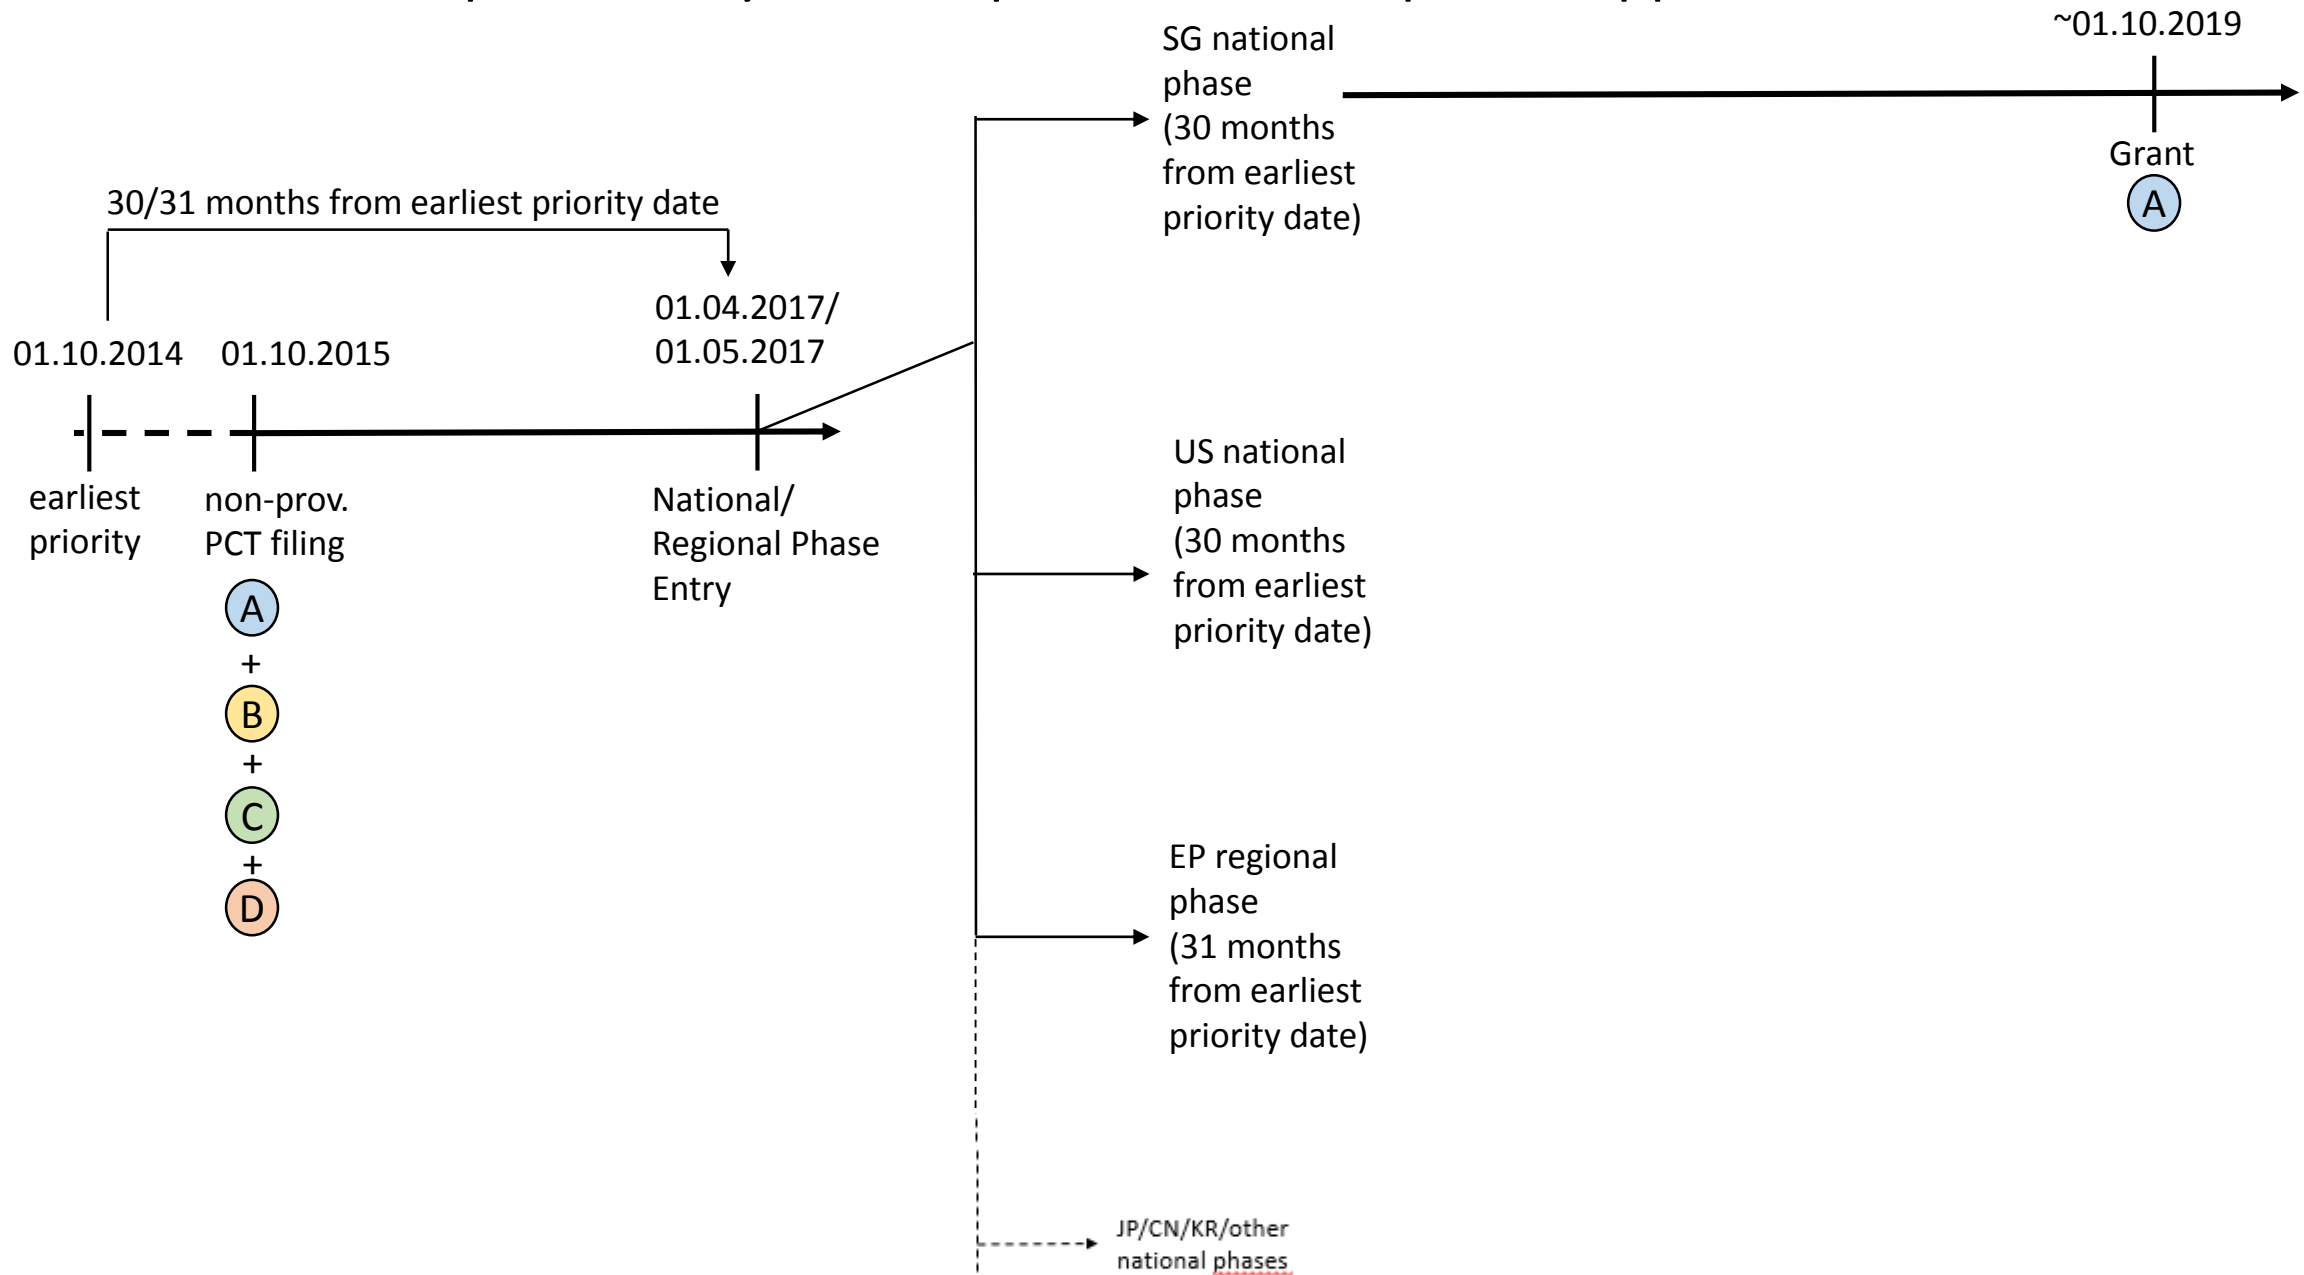 ~01.10.2019
SG national
phase
(30 months
from earliest
priority date)
Grant
A
30/31 months from earliest priority date
01.04.2017/
01.05.2017
01.10.2014
01.10.2015
earliest
priority
non-prov.
PCT filing
National/
Regional Phase
Entry
A
+
B
+
C
+
D
US national
phase
(30 months
from earliest
priority date)
EP regional
phase
(31 months
from earliest
priority date)
JP/CN/KR/other
national phases